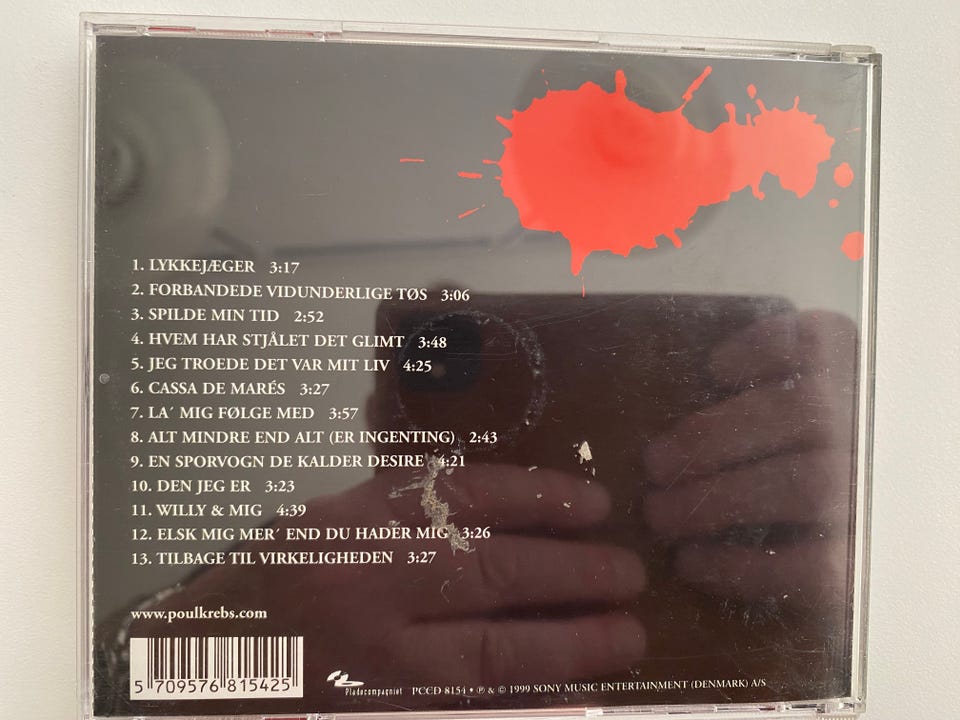 1. LYKKEJÆGER 3:17
2. FORBANDEDE VIDUNDERLIGE TØS 3:06
3. SPILDE MIN TID 2:52
4. HVEM HAR STJÅLET DET GLIMT 3:48
5. JEG TROEDE DET VAR MIT LIV 4:25
6. CASSA DE MARÉS 3:27
7. LA´ MIG FØLGE MED 3:57
8. ALT MINDRE END ALT (ER INGENTING) 2:43
9. EN SPORVOGN DE KALDER DESIRE 4:21
10. DEN JEG ER 3:23
11. WILLY & MIG 4:39
12. ELSK MIG MER´ END DU HADER MIG 3:26
13. TILBAGE TIL VIRKELIGHEDEN 3:27
www.poulkrebs.com
5 709576 815425
Pladecompagniet PCCD 8154 • ℗ & © 1999 SONY MUSIC ENTERTAINMENT (DENMARK) A/S